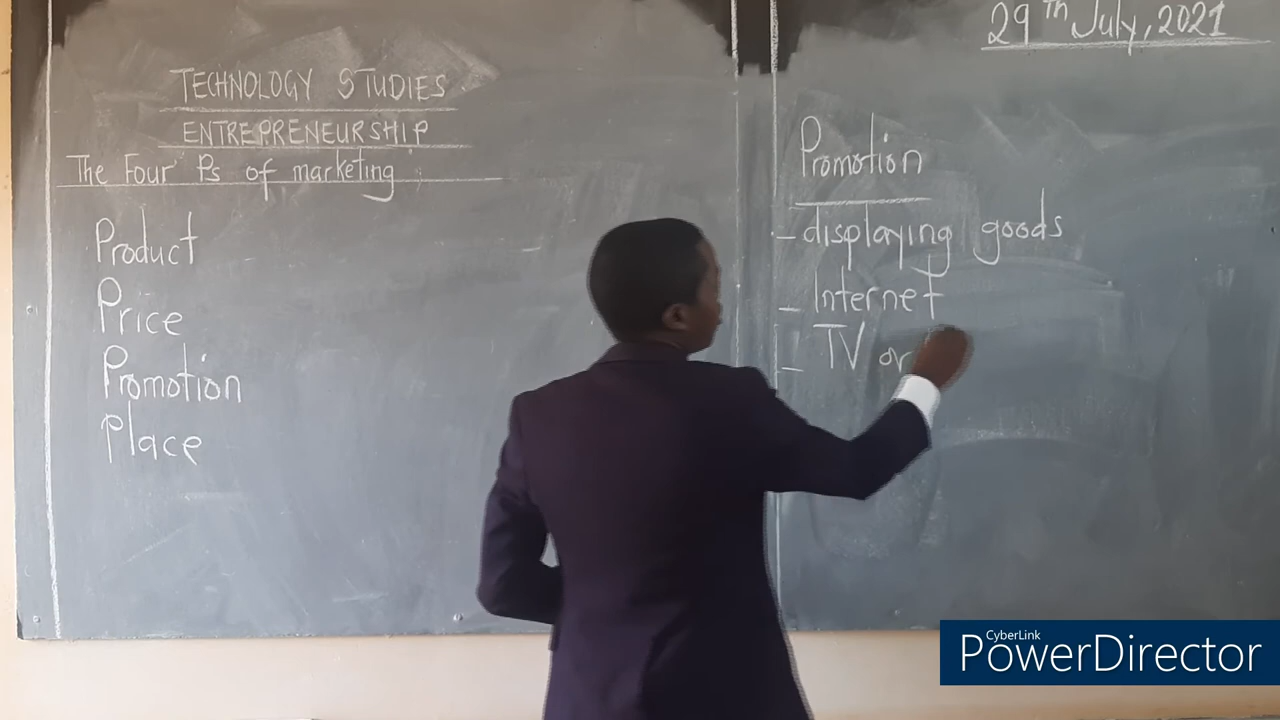 TECHNOLOGY STUDIES
ENTREPRENEURSHIP
The Four Ps of marketing
Product
Price
Promotion
Place
29th July, 2021
Promotion
- displaying goods
- Internet
- TV or
CyberLink
PowerDirector